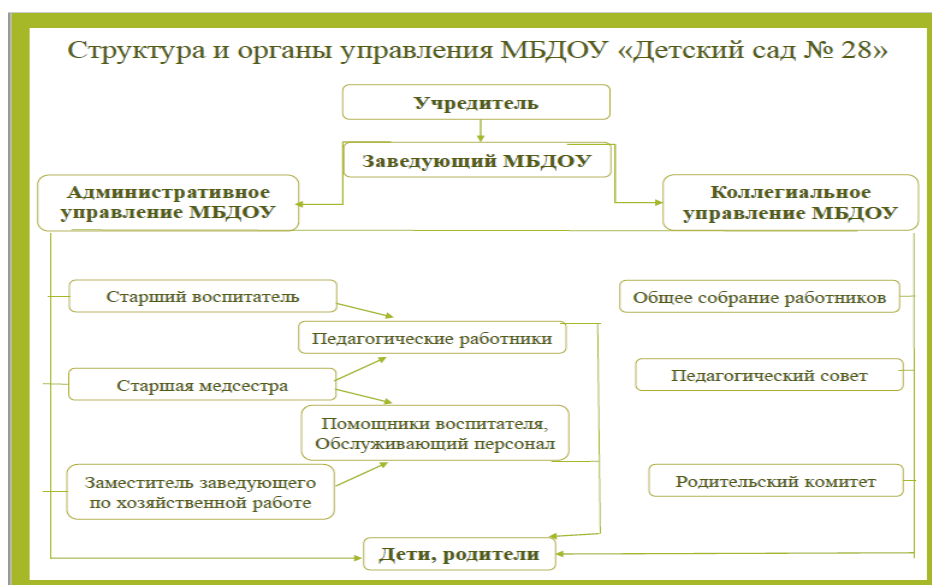 Структура и органы управления МБДОУ «Детский сад № 28»
Учредитель
Заведующий МБДОУ
Административное
управление МБДОУ
Коллегиальное
управление МБДОУ
Старший воспитатель
Общее собрание работников
Педагогические работники
Старшая медсестра
Педагогический совет
Помощники воспитателя,
Обслуживающий персонал
Заместитель заведующего
по хозяйственной работе
Родительский комитет
Дети, родители